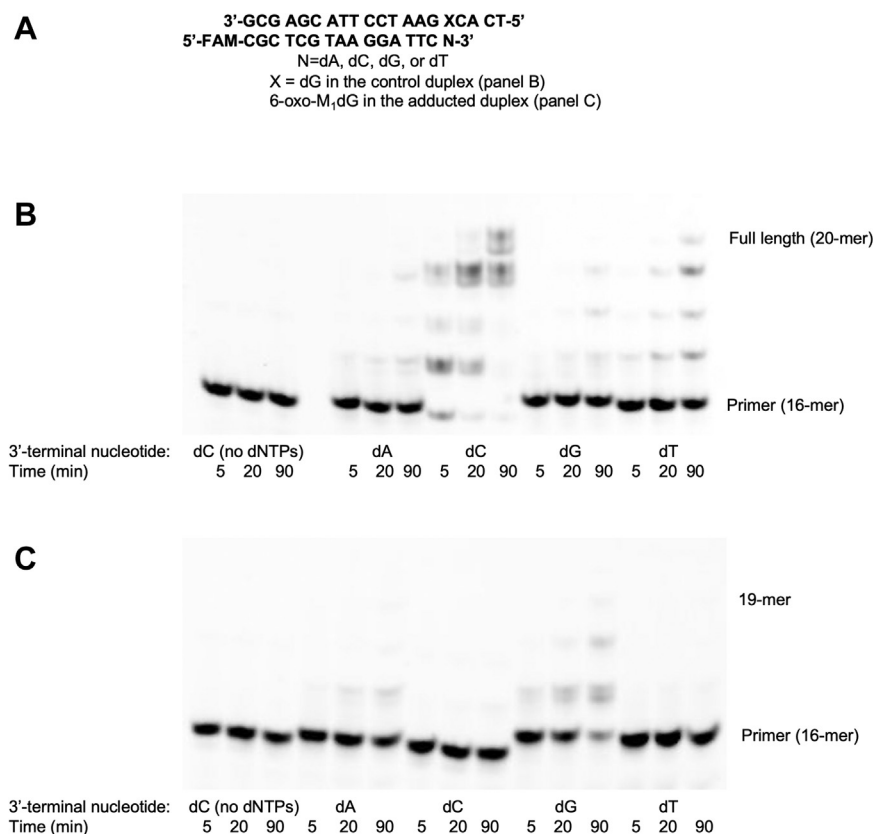 A
3’-GCG AGC ATT CCT AAG XCA CT-5’
5’-FAM-CGC TCG TAA GGA TTC N-3’
N=dA, dC, dG, or dT
X = dG in the control duplex (panel B)
6-oxo-M₁dG in the adducted duplex (panel C)
B
Full length (20-mer)
Primer (16-mer)
3’-terminal nucleotide: dC (no dNTPs) dA dC dG dT
Time (min) 5 20 90 5 20 90 5 20 90 5 20 90 5 20 90
C
19-mer
Primer (16-mer)
3’-terminal nucleotide: dC (no dNTPs) dA dC dG dT
Time (min) 5 20 90 5 20 90 5 20 90 5 20 90 5 20 90